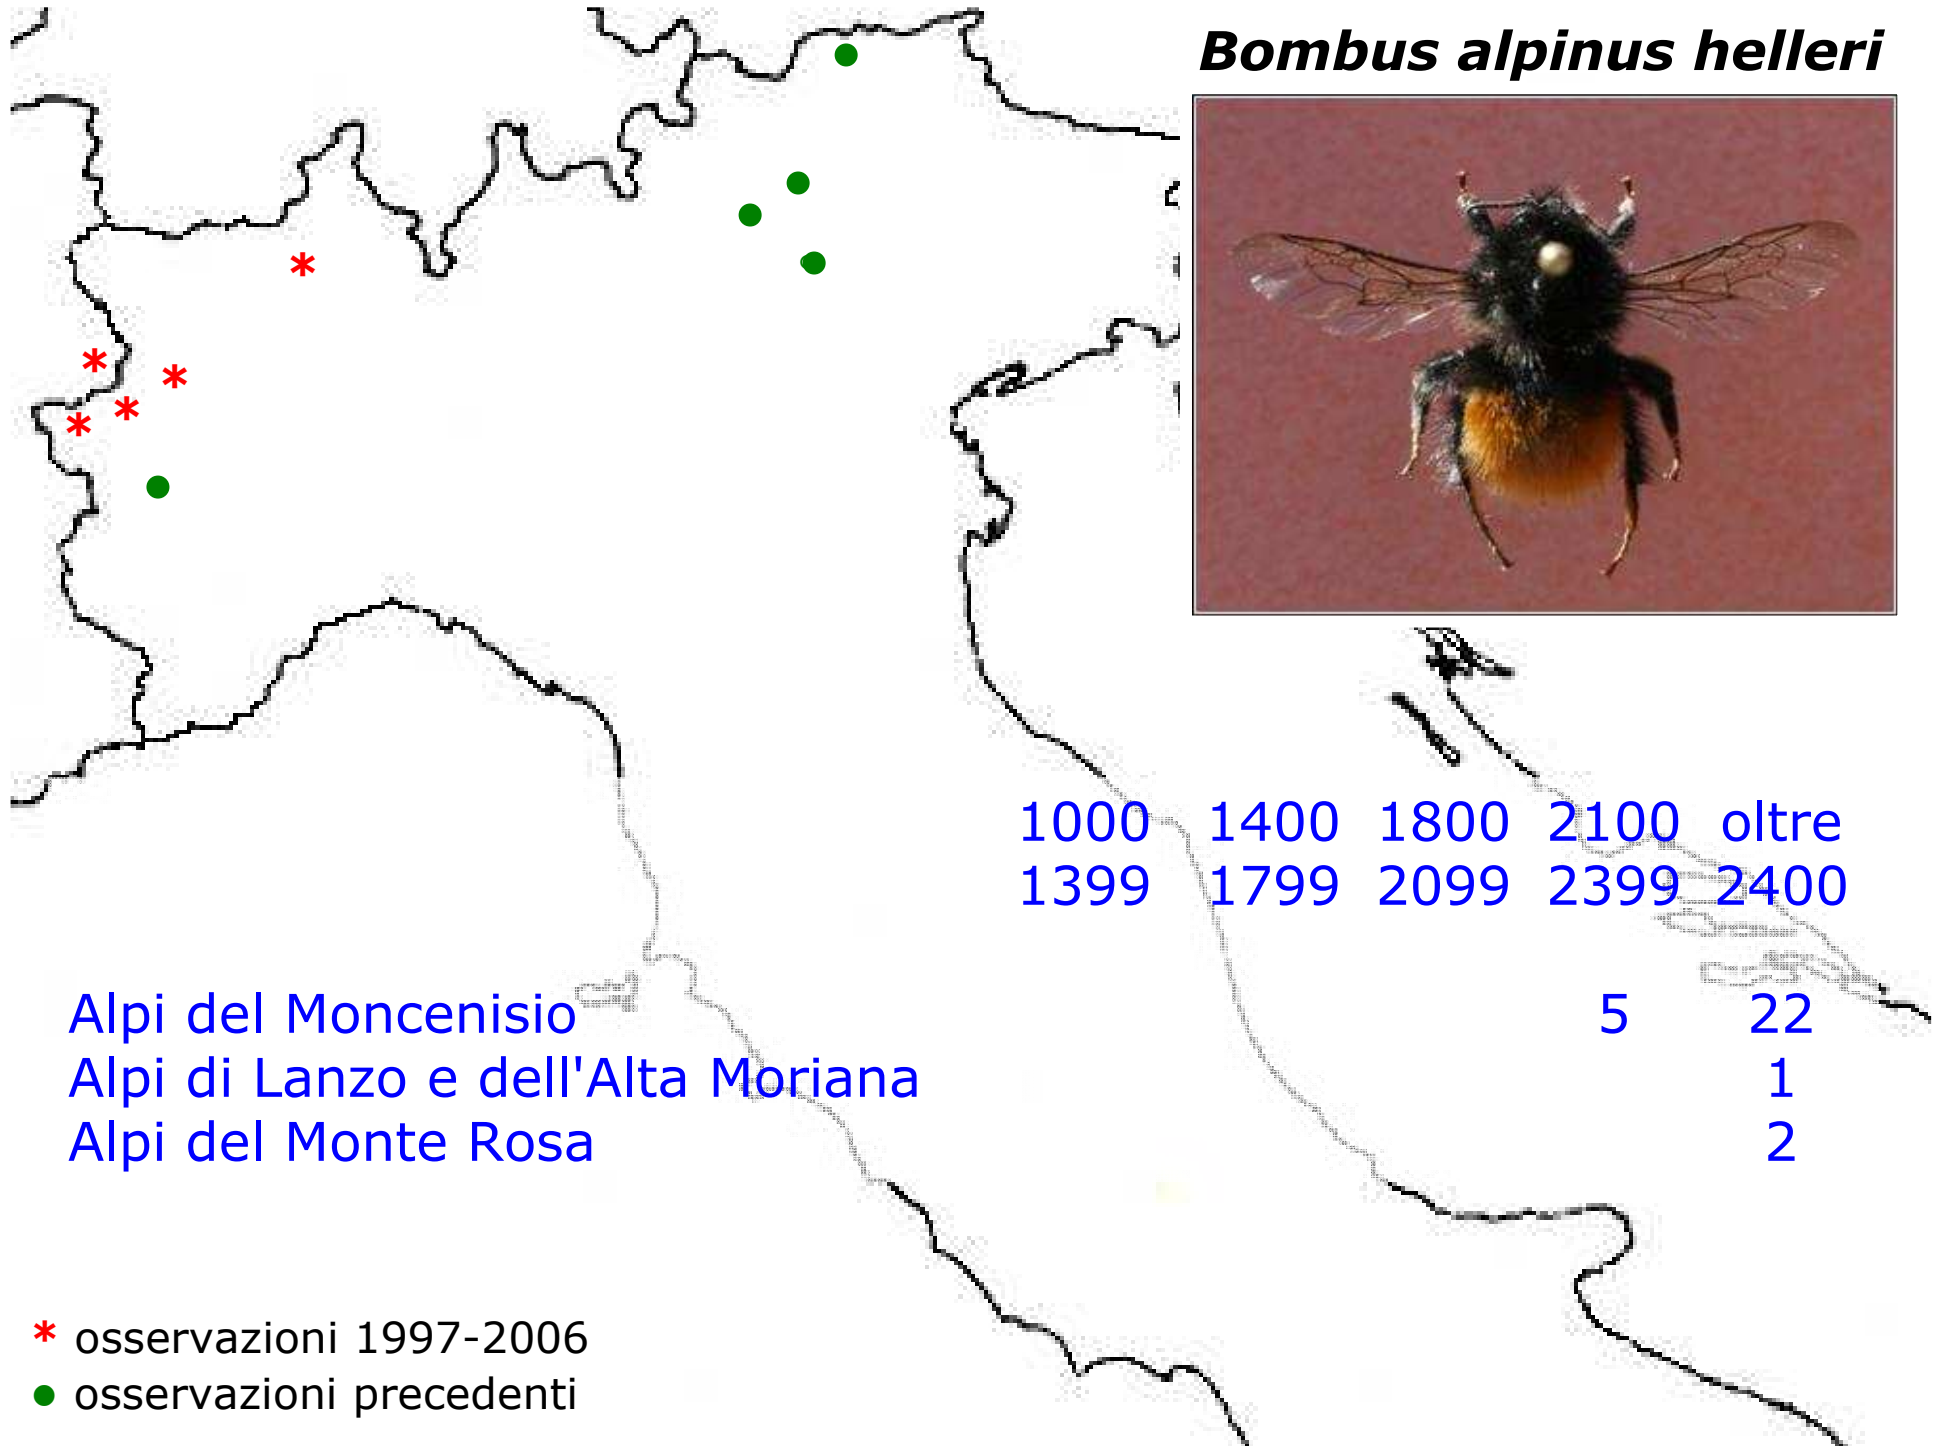 Bombus alpinus helleri
1000 1400 1800 2100 oltre
1399 1799 2099 2399 2400
Alpi del Moncenisio 5 22
Alpi di Lanzo e dell'Alta Moriana 1
Alpi del Monte Rosa 2
* osservazioni 1997-2006
● osservazioni precedenti